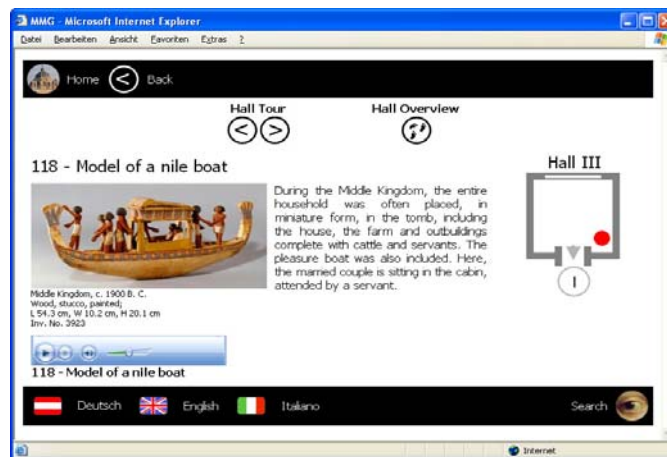 MMG - Microsoft Internet Explorer
Datei Bearbeiten Ansicht Favoriten Extras ?
Home < Back
Hall Tour Hall Overview
< >
118 - Model of a nile boat
Hall III
During the Middle Kingdom, the entire
household was often placed, in
miniature form, in the tomb, including
the house, the farm and outbuildings
complete with cattle and servants. The
pleasure boat was also included. Here,
the married couple is sitting in the cabin,
attended by a servant.
I
Middle Kingdom, c. 1900 B. C.
Wood, stucco, painted;
L 54.3 cm, W 10.2 cm, H 20.1 cm
Inv. No. 3923
118 - Model of a nile boat
Deutsch English Italiano Search
Internet